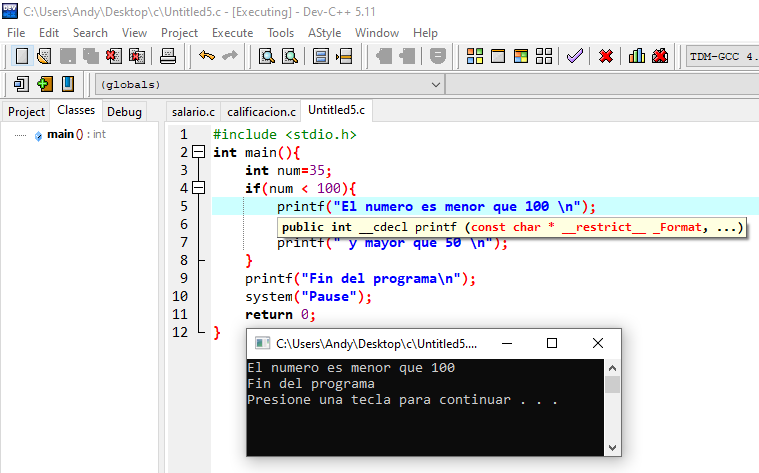 C:\Users\Andy\Desktop\c\Untitled5.c - [Executing] - Dev-C++ 5.11
File Edit Search View Project Execute Tools AStyle Window Help
TDM-GCC 4.
(globals)
Project Classes Debug
salario.c calificacion.c Untitled5.c
main () : int
1 #include <stdio.h>
2 int main(){
3 int num=35;
4 if(num < 100){
5 printf("El numero es menor que 100 \n");
6 public int __cdecl printf (const char * __restrict__ _Format, ...)
7 printf(" y mayor que 50 \n");
8 }
9 printf("Fin del programa\n");
10 system("Pause");
11 return 0;
12 }
C:\Users\Andy\Desktop\c\Untitled5....
El numero es menor que 100
Fin del programa
Presione una tecla para continuar . . .